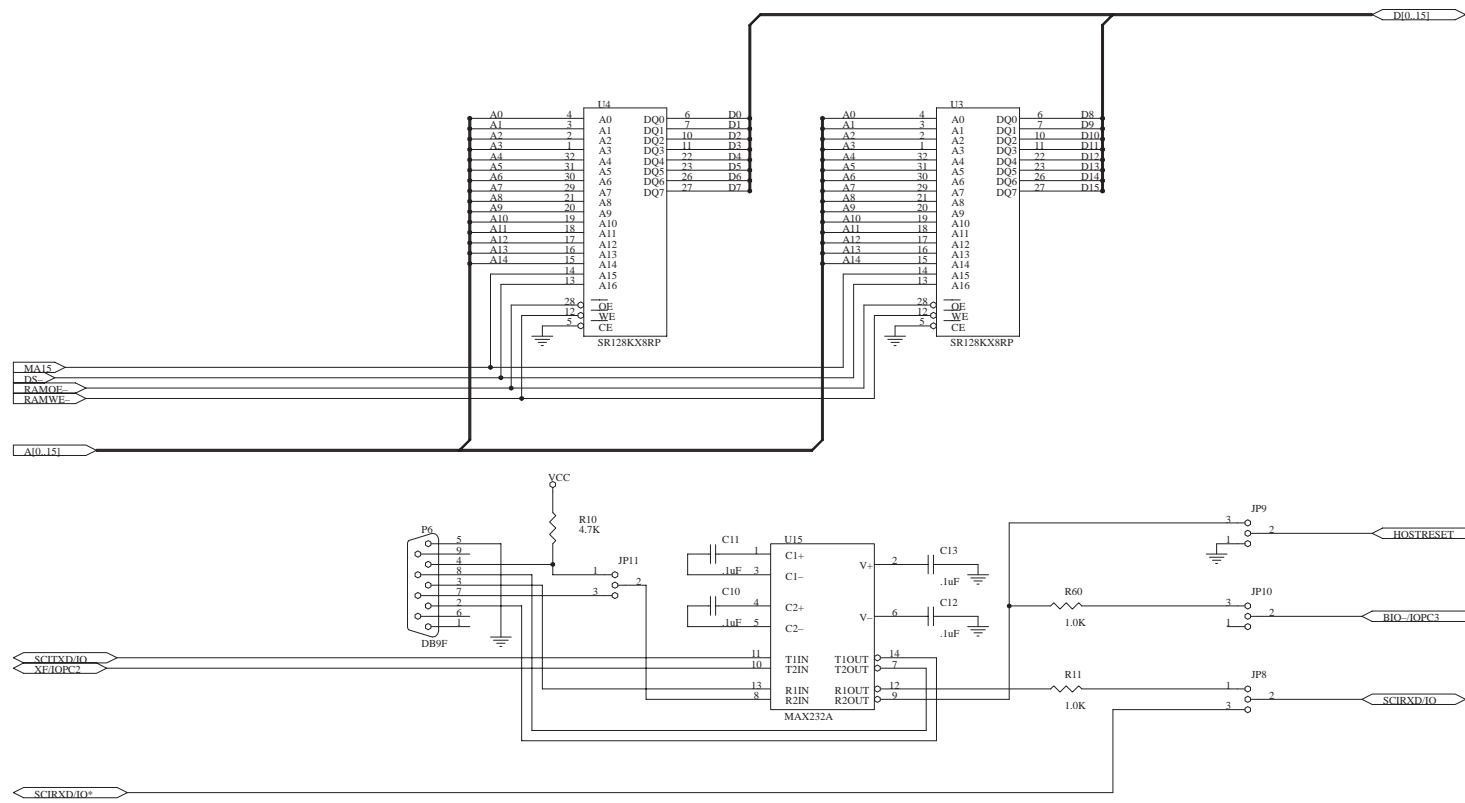 D[0..15]
U4
A0 4 A0 DQ0 6 D0
A1 3 A1 DQ1 7 D1
A2 2 A2 DQ2 10 D2
A3 1 A3 DQ3 11 D3
A4 32 A4 DQ4 22 D4
A5 31 A5 DQ5 23 D5
A6 30 A6 DQ6 26 D6
A7 29 A7 DQ7 27 D7
A8 21 A8
A9 20 A9
A10 19 A10
A11 18 A11
A12 17 A12
A13 16 A13
A14 15 A14
14 A15
13 A16
28 OE
12 WE
5 CE
SR128KX8RP
U3
A0 4 A0 DQ0 6 D8
A1 3 A1 DQ1 7 D9
A2 2 A2 DQ2 10 D10
A3 1 A3 DQ3 11 D11
A4 32 A4 DQ4 22 D12
A5 31 A5 DQ5 23 D13
A6 30 A6 DQ6 26 D14
A7 29 A7 DQ7 27 D15
A8 21 A8
A9 20 A9
A10 19 A10
A11 18 A11
A12 17 A12
A13 16 A13
A14 15 A14
14 A15
13 A16
28 OE
12 WE
5 CE
SR128KX8RP
MA15
DS–
RAMOE–
RAMWE–
A[0..15]
VCC
R10
4.7K
P6
5
9
4
8
3
7
2
6
1
DB9F
JP11
1
2
3
C11
.1uF
C10
.1uF
U15
1 C1+
3 C1–
4 C2+
5 C2–
V+ 2
V– 6
11 T1IN T1OUT 14
10 T2IN T2OUT 7
13 R1IN R1OUT 12
8 R2IN R2OUT 9
MAX232A
C13
.1uF
C12
.1uF
JP9
3
2
1
HOSTRESET
R60
1.0K
JP10
3
2
1
BIO–/IOPC3
R11
1.0K
JP8
1
2
3
SCIRXD/IO
SCITXD/IO
XF/IOPC2
SCIRXD/IO*